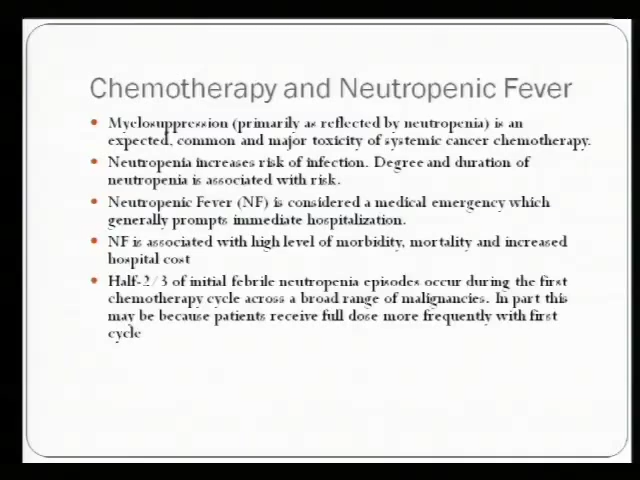 Chemotherapy and Neutropenic Fever
Myelosuppression (primarily as reflected by neutropenia) is an
expected, common and major toxicity of systemic cancer chemotherapy.
Neutropenia increases risk of infection. Degree and duration of
neutropenia is associated with risk.
Neutropenic Fever (NF) is considered a medical emergency which
generally prompts immediate hospitalization.
NF is associated with high level of morbidity, mortality and increased
hospital cost
Half-2/3 of initial febrile neutropenia episodes occur during the first
chemotherapy cycle across a broad range of malignancies. In part this
may be because patients receive full dose more frequently with first
cycle